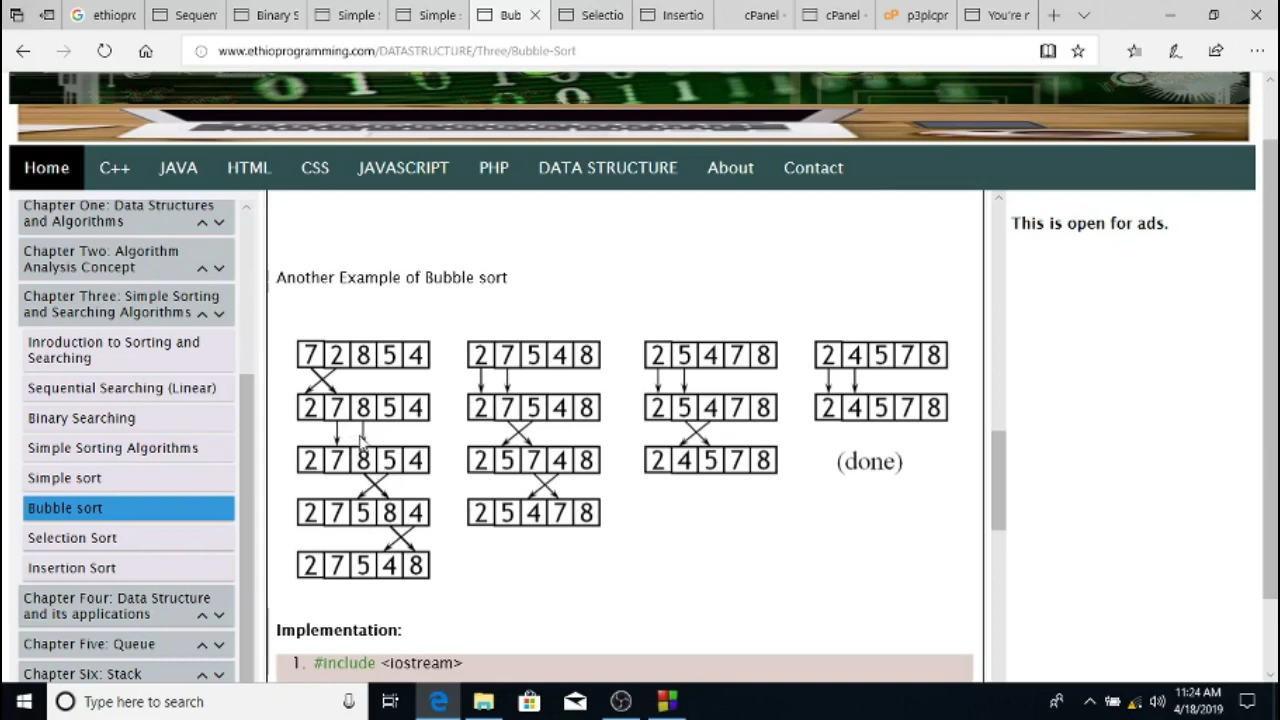 ethiopro
Sequen
Binary S
Simple
Simple
Bub
Selectio
Insertio
cPanel
cPanel
cP p3plcpr
You're r
www.ethioprogramming.com/DATASTRUCTURE/Three/Bubble-Sort
Home C++ JAVA HTML CSS JAVASCRIPT PHP DATA STRUCTURE About Contact
Chapter One: Data Structures
and Algorithms
Chapter Two: Algorithm
Analysis Concept
Chapter Three: Simple Sorting
and Searching Algorithms
Inroduction to Sorting and
Searching
Sequential Searching (Linear)
Binary Searching
Simple Sorting Algorithms
Simple sort
Bubble sort
Selection Sort
Insertion Sort
Chapter Four: Data Structure
and its applications
Chapter Five: Queue
Chapter Six: Stack
Another Example of Bubble sort
7 2 8 5 4 2 7 5 4 8 2 5 4 7 8 2 4 5 7 8
2 7 8 5 4 2 7 5 4 8 2 5 4 7 8 2 4 5 7 8
2 7 8 5 4 2 5 7 4 8 2 4 5 7 8 (done)
2 7 5 8 4 2 5 4 7 8
2 7 5 4 8
Implementation:
1. #include <iostream>
This is open for ads.
Type here to search
11:24 AM
4/18/2019